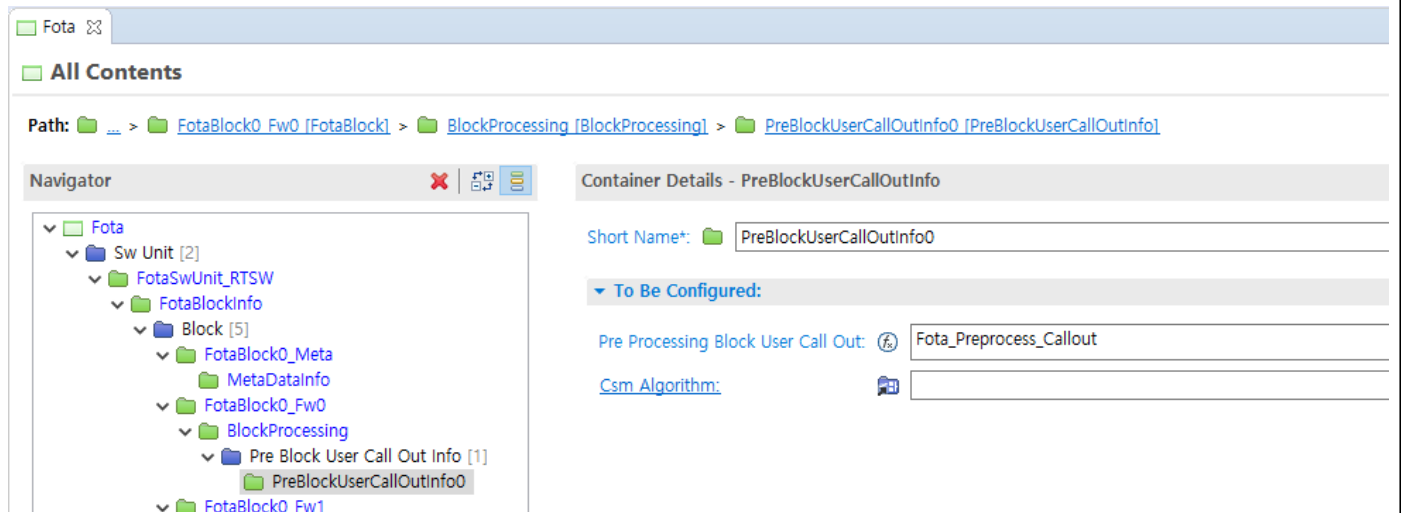 Fota
All Contents
Path: ... > FotaBlock0_Fw0 [FotaBlock] > BlockProcessing [BlockProcessing] > PreBlockUserCallOutInfo0 [PreBlockUserCallOutInfo]
Navigator
Fota
Sw Unit [2]
FotaSwUnit_RTSW
FotaBlockInfo
Block [5]
FotaBlock0_Meta
MetaDataInfo
FotaBlock0_Fw0
BlockProcessing
Pre Block User Call Out Info [1]
PreBlockUserCallOutInfo0
FotaBlock0_Fw1
Container Details - PreBlockUserCallOutInfo
Short Name*: PreBlockUserCallOutInfo0
To Be Configured:
Pre Processing Block User Call Out: Fota_Preprocess_Callout
Csm Algorithm: